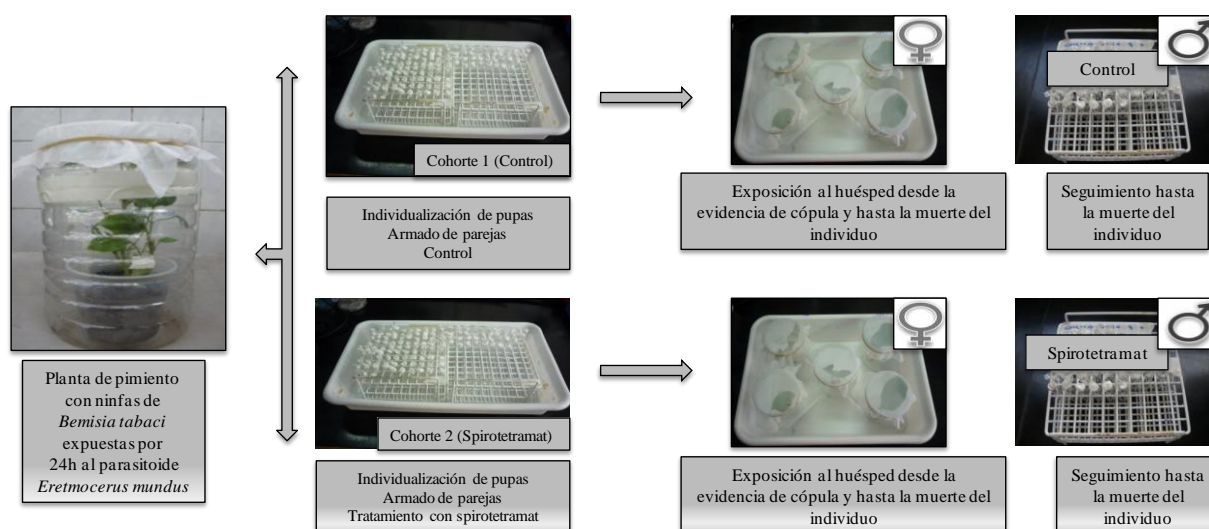 Planta de pimiento
con ninfas de
Bemisia tabaci
expuestas por
24h al parasitoide
Eretmocerus mundus
Cohorte 1 (Control)
Individualización de pupas
Armado de parejas
Control
Exposición al huésped desde la
evidencia de cópula y hasta la muerte del
individuo
Control
Seguimiento hasta
la muerte del
individuo
Cohorte 2 (Spirotetramat)
Individualización de pupas
Armado de parejas
Tratamiento con spirotetramat
Exposición al huésped desde la
evidencia de cópula y hasta la muerte del
individuo
Spirotetramat
Seguimiento hasta
la muerte del
individuo